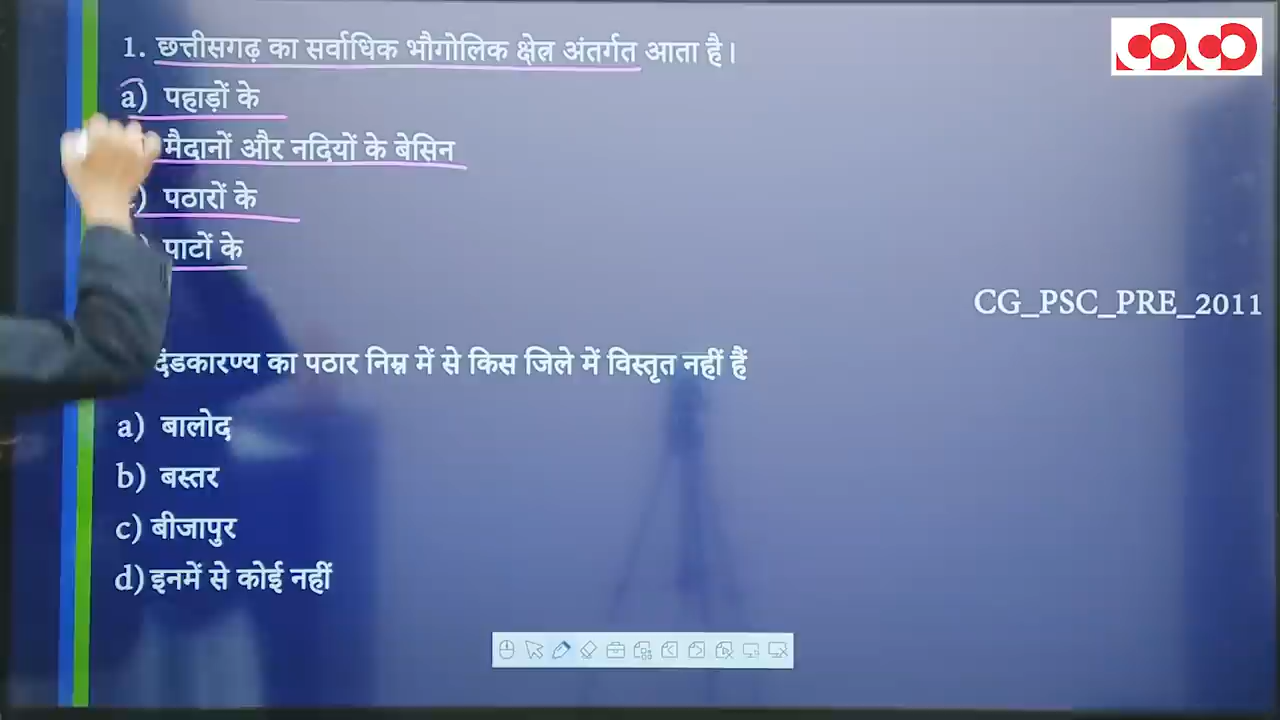 1. छत्तीसगढ़ का सर्वाधिक भौगोलिक क्षेत्र अंतर्गत आता है।
a) पहाड़ों के
मैदानों और नदियों के बेसिन
) पठारों के
) पाटों के
CG_PSC_PRE_2011
दंडकारण्य का पठार निम्न में से किस जिले में विस्तृत नहीं हैं
a) बालोद
b) बस्तर
c) बीजापुर
d) इनमें से कोई नहीं